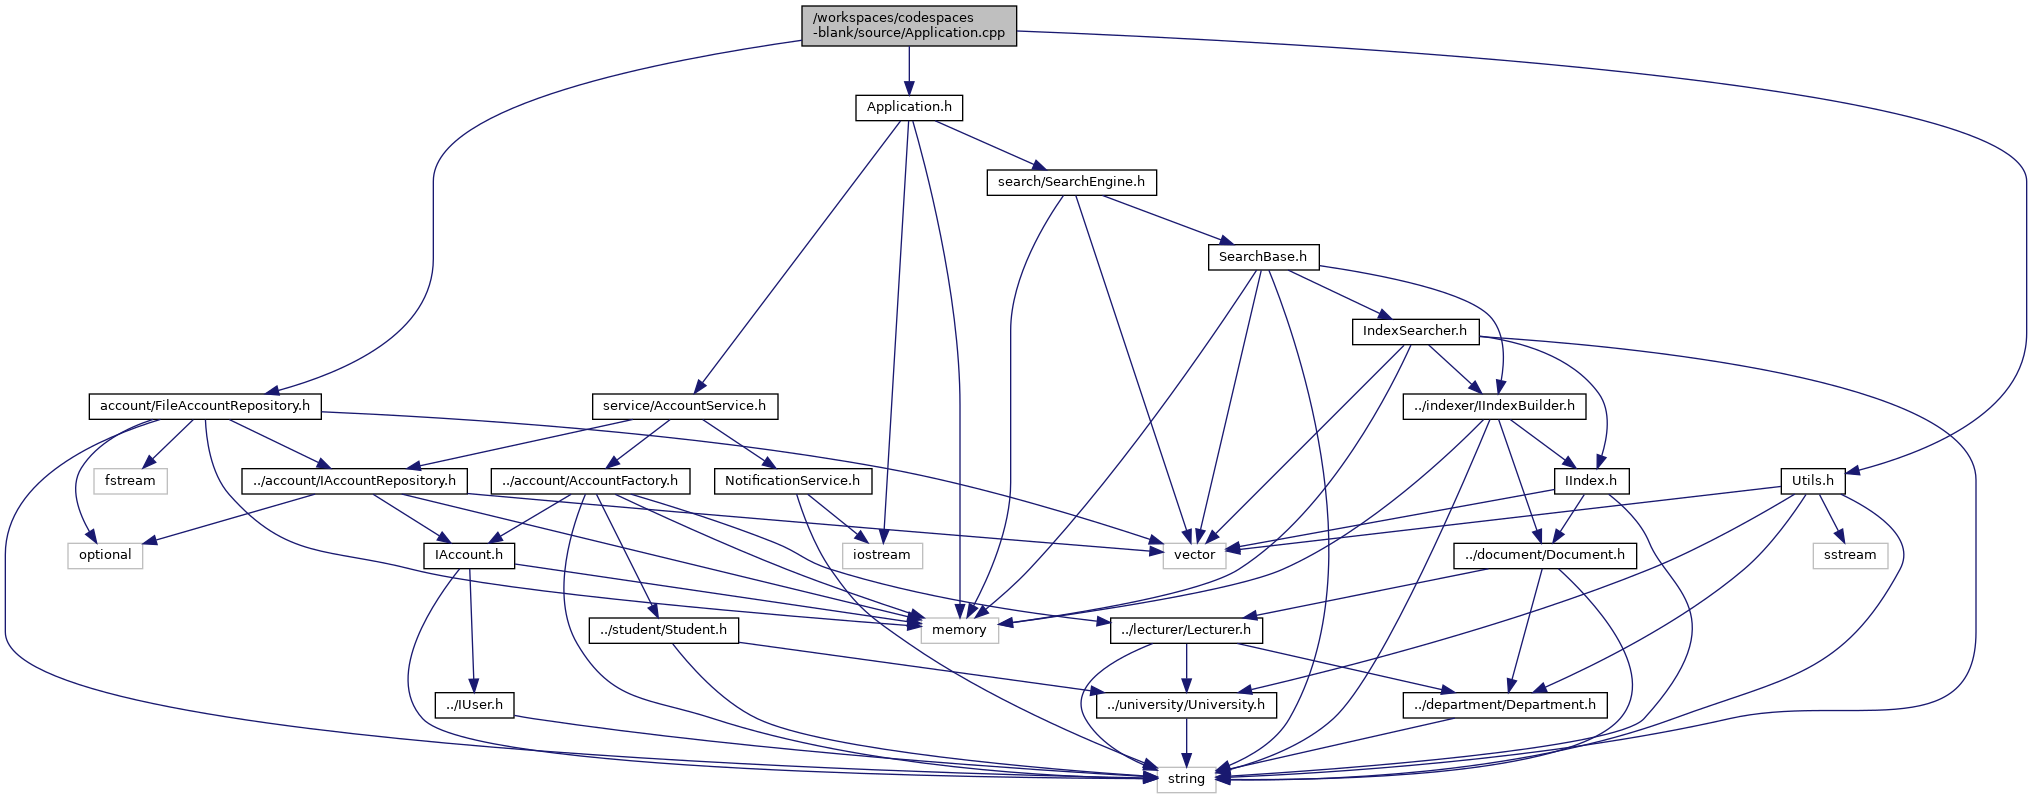 /workspaces/codespaces
-blank/source/Application.cpp
Application.h
search/SearchEngine.h
SearchBase.h
IndexSearcher.h
account/FileAccountRepository.h
service/AccountService.h
../indexer/IIndexBuilder.h
fstream
../account/IAccountRepository.h
../account/AccountFactory.h
NotificationService.h
IIndex.h
Utils.h
optional
IAccount.h
iostream
vector
../document/Document.h
sstream
../student/Student.h
memory
../lecturer/Lecturer.h
../IUser.h
../university/University.h
../department/Department.h
string